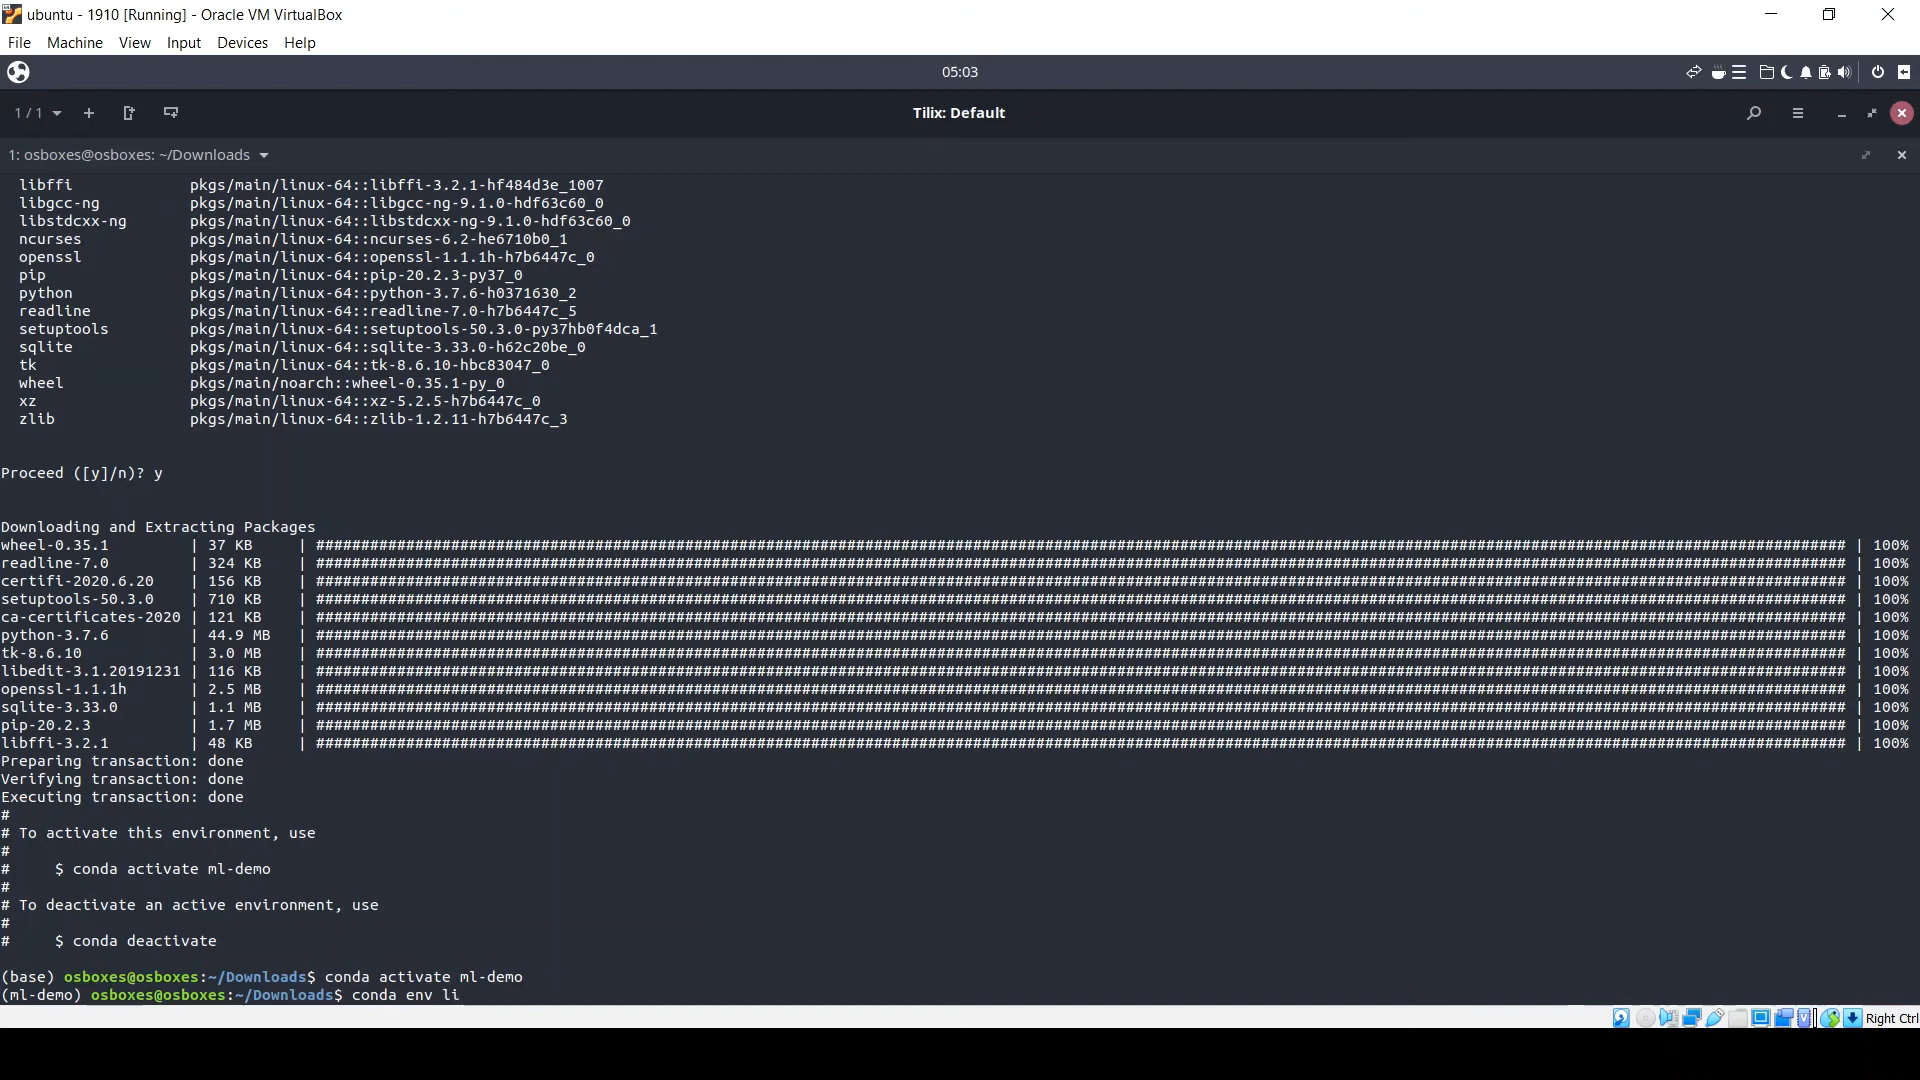 ubuntu - 1910 [Running] - Oracle VM VirtualBox
File Machine View Input Devices Help
05:03
1 / 1 Tilix: Default
1: osboxes@osboxes: ~/Downloads
libffi pkgs/main/linux-64::libffi-3.2.1-hf484d3e_1007
libgcc-ng pkgs/main/linux-64::libgcc-ng-9.1.0-hdf63c60_0
libstdcxx-ng pkgs/main/linux-64::libstdcxx-ng-9.1.0-hdf63c60_0
ncurses pkgs/main/linux-64::ncurses-6.2-he6710b0_1
openssl pkgs/main/linux-64::openssl-1.1.1h-h7b6447c_0
pip pkgs/main/linux-64::pip-20.2.3-py37_0
python pkgs/main/linux-64::python-3.7.6-h0371630_2
readline pkgs/main/linux-64::readline-7.0-h7b6447c_5
setuptools pkgs/main/linux-64::setuptools-50.3.0-py37hb0f4dca_1
sqlite pkgs/main/linux-64::sqlite-3.33.0-h62c20be_0
tk pkgs/main/linux-64::tk-8.6.10-hbc83047_0
wheel pkgs/main/noarch::wheel-0.35.1-py_0
xz pkgs/main/linux-64::xz-5.2.5-h7b6447c_0
zlib pkgs/main/linux-64::zlib-1.2.11-h7b6447c_3
Proceed ([y]/n)? y
Downloading and Extracting Packages
wheel-0.35.1 | 37 KB | ########## | 100%
readline-7.0 | 324 KB | ########## | 100%
certifi-2020.6.20 | 156 KB | ########## | 100%
setuptools-50.3.0 | 710 KB | ########## | 100%
ca-certificates-2020 | 121 KB | ########## | 100%
python-3.7.6 | 44.9 MB | ########## | 100%
tk-8.6.10 | 3.0 MB | ########## | 100%
libedit-3.1.20191231 | 116 KB | ########## | 100%
openssl-1.1.1h | 2.5 MB | ########## | 100%
sqlite-3.33.0 | 1.1 MB | ########## | 100%
pip-20.2.3 | 1.7 MB | ########## | 100%
libffi-3.2.1 | 48 KB | ########## | 100%
Preparing transaction: done
Verifying transaction: done
Executing transaction: done
#
# To activate this environment, use
#
# $ conda activate ml-demo
#
# To deactivate an active environment, use
#
# $ conda deactivate
(base) osboxes@osboxes:~/Downloads$ conda activate ml-demo
(ml-demo) osboxes@osboxes:~/Downloads$ conda env li
Right Ctrl